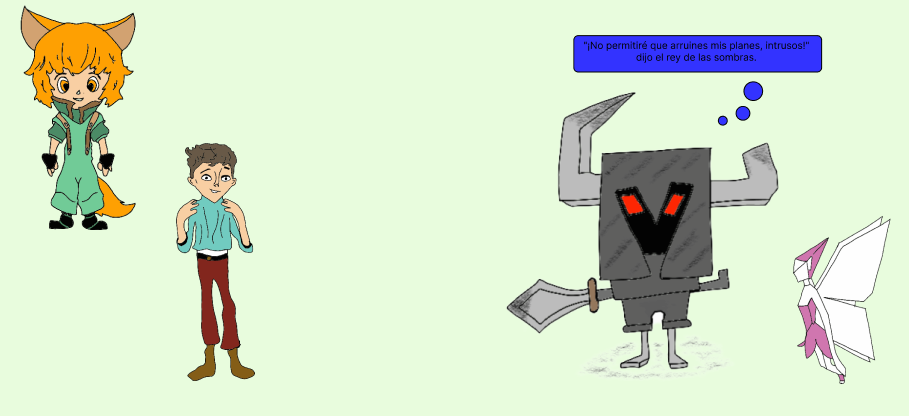 "¡No permitiré que arruines mis planes, intrusos!"
dijo el rey de las sombras.